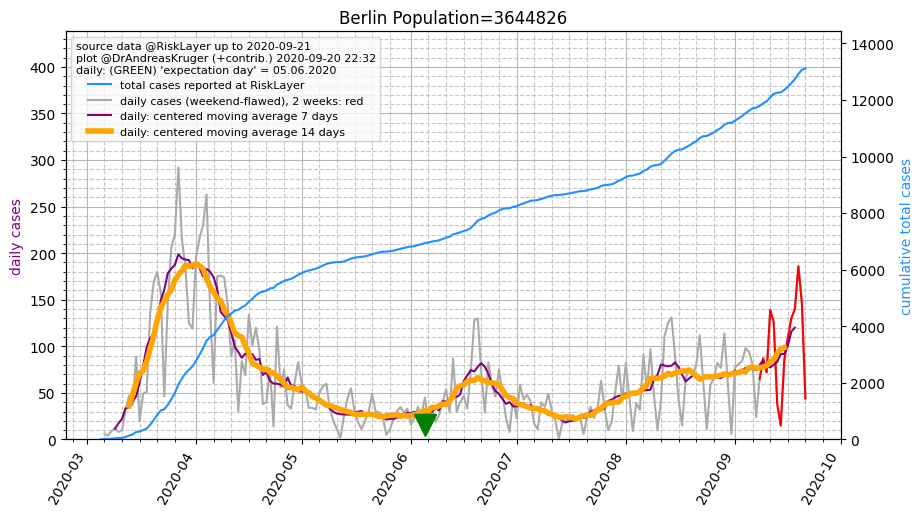 Berlin Population=3644826
source data @RiskLayer up to 2020-09-21
plot @DrAndreasKruger (+contrib.) 2020-09-20 22:32
daily: (GREEN) 'expectation day' = 05.06.2020
total cases reported at RiskLayer
daily cases (weekend-flawed), 2 weeks: red
daily: centered moving average 7 days
daily: centered moving average 14 days
daily cases
400
350
300
250
200
150
100
50
0
14000
12000
10000
8000
6000
4000
2000
0
cumulative total cases
2020-03
2020-04
2020-05
2020-06
2020-07
2020-08
2020-09
2020-10